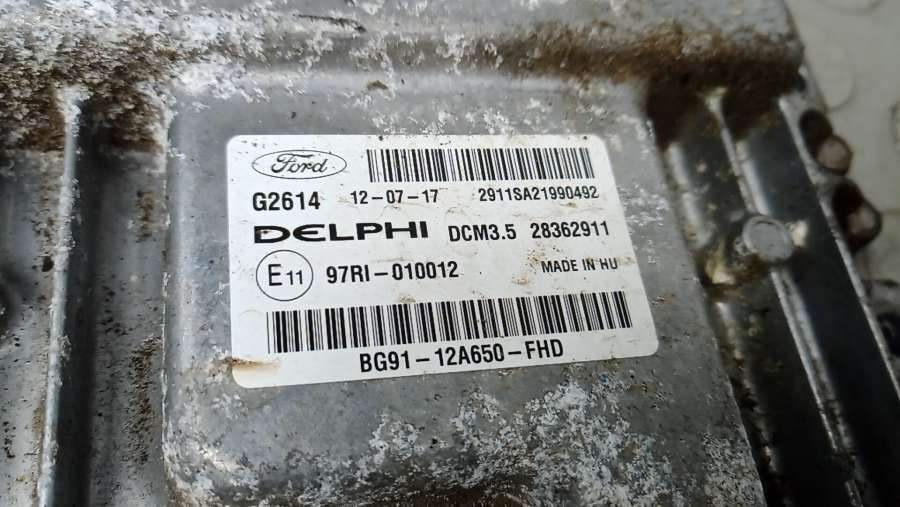 Ford
G2614 12-07-17 2911SA21990492
DELPHI DCM3.5 28362911
E11 97RI-010012 MADE IN HU
BG91-12A650-FHD